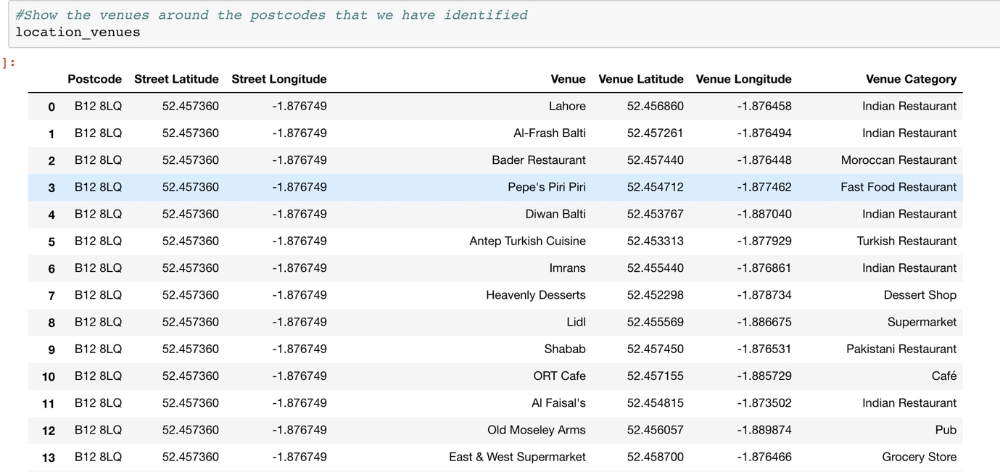 #Show the venues around the postcodes that we have identified
location_venues
]:
Postcode Street Latitude Street Longitude Venue Venue Latitude Venue Longitude Venue Category
0 B12 8LQ 52.457360 -1.876749 Lahore 52.456860 -1.876458 Indian Restaurant
1 B12 8LQ 52.457360 -1.876749 Al-Frash Balti 52.457261 -1.876494 Indian Restaurant
2 B12 8LQ 52.457360 -1.876749 Bader Restaurant 52.457440 -1.876448 Moroccan Restaurant
3 B12 8LQ 52.457360 -1.876749 Pepe's Piri Piri 52.454712 -1.877462 Fast Food Restaurant
4 B12 8LQ 52.457360 -1.876749 Diwan Balti 52.453767 -1.887040 Indian Restaurant
5 B12 8LQ 52.457360 -1.876749 Antep Turkish Cuisine 52.453313 -1.877929 Turkish Restaurant
6 B12 8LQ 52.457360 -1.876749 Imrans 52.455440 -1.876861 Indian Restaurant
7 B12 8LQ 52.457360 -1.876749 Heavenly Desserts 52.452298 -1.878734 Dessert Shop
8 B12 8LQ 52.457360 -1.876749 Lidl 52.455569 -1.886675 Supermarket
9 B12 8LQ 52.457360 -1.876749 Shabab 52.457450 -1.876531 Pakistani Restaurant
10 B12 8LQ 52.457360 -1.876749 ORT Cafe 52.457155 -1.885729 Café
11 B12 8LQ 52.457360 -1.876749 Al Faisal's 52.454815 -1.873502 Indian Restaurant
12 B12 8LQ 52.457360 -1.876749 Old Moseley Arms 52.456057 -1.889874 Pub
13 B12 8LQ 52.457360 -1.876749 East & West Supermarket 52.458700 -1.876466 Grocery Store